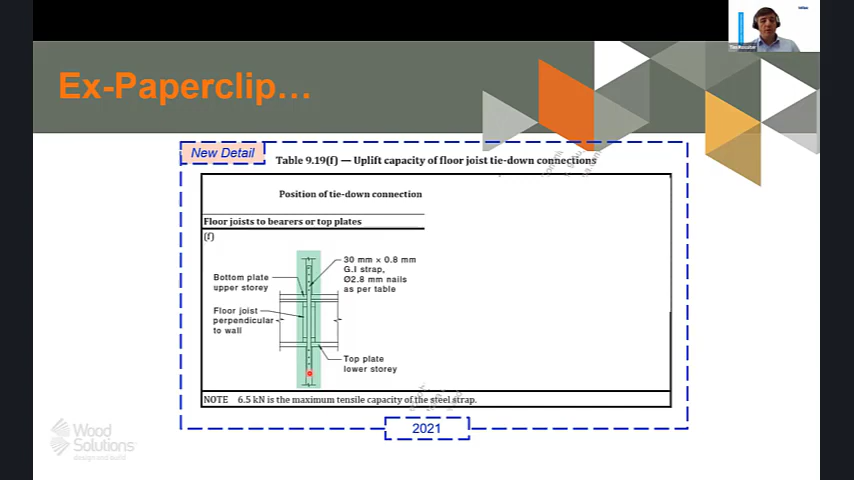 Ex-Paperclip...
New Detail
Table 9.19(f) — Uplift capacity of floor joist tie-down connections
Position of tie-down connection
Floor joists to bearers or top plates
(f)
30 mm × 0.8 mm
G.I strap,
Ø2.8 mm nails
as per table
Bottom plate
upper storey
Floor joist
perpendicular
to wall
Top plate
lower storey
NOTE 6.5 kN is the maximum tensile capacity of the steel strap.
2021
Wood
Solutions
design and build